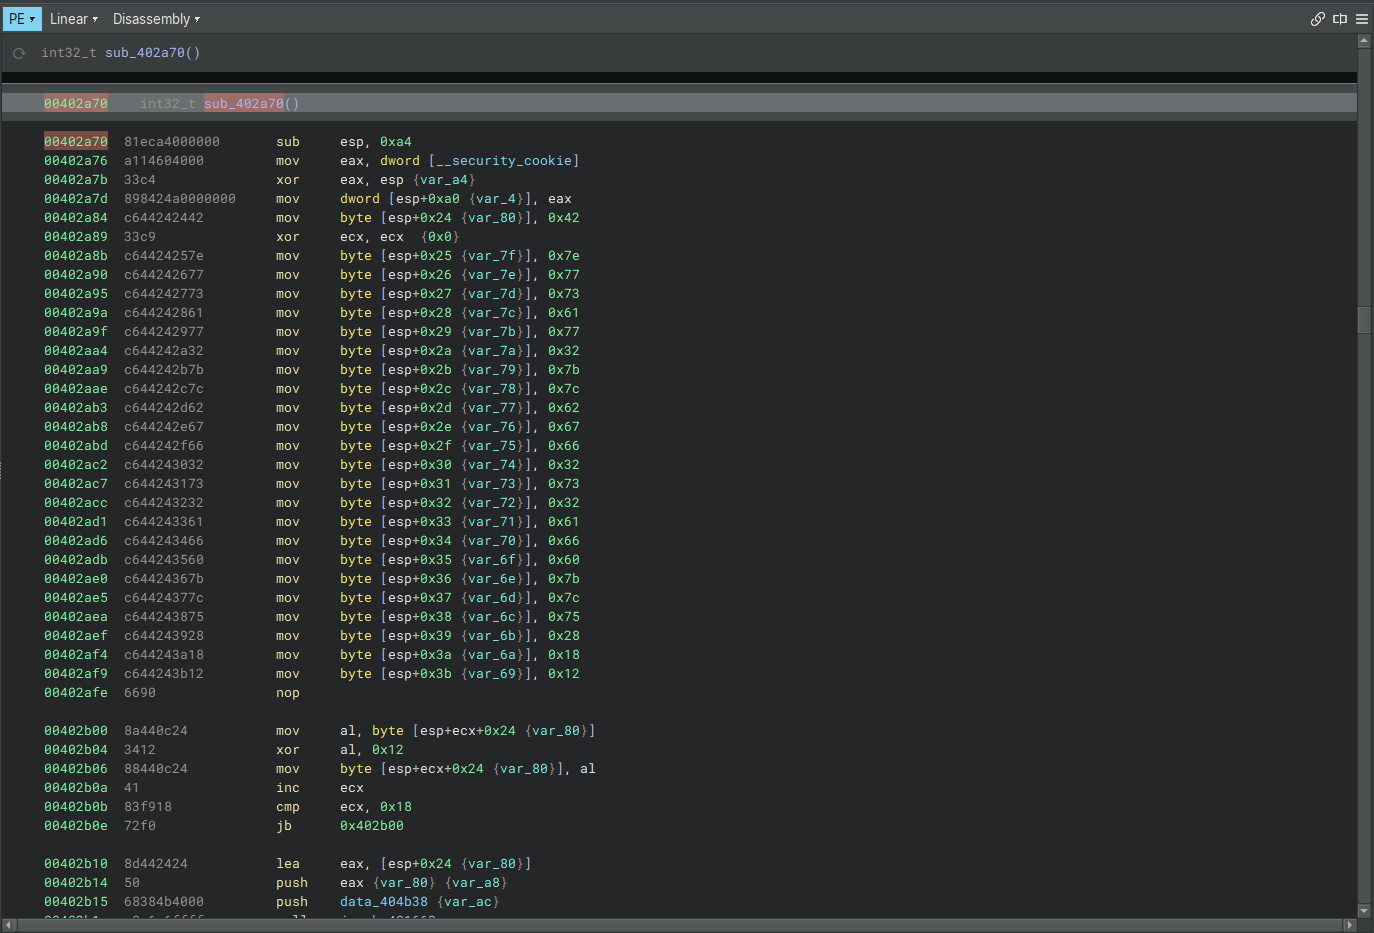 PE Linear Disassembly
int32_t sub_402a70()
00402a70 int32_t sub_402a70()
00402a70 81eca4000000 sub esp, 0xa4
00402a76 a114604000 mov eax, dword [__security_cookie]
00402a7b 33c4 xor eax, esp {var_a4}
00402a7d 898424a0000000 mov dword [esp+0xa0 {var_4}], eax
00402a84 c644242442 mov byte [esp+0x24 {var_80}], 0x42
00402a89 33c9 xor ecx, ecx {0x0}
00402a8b c64424257e mov byte [esp+0x25 {var_7f}], 0x7e
00402a90 c644242677 mov byte [esp+0x26 {var_7e}], 0x77
00402a95 c644242773 mov byte [esp+0x27 {var_7d}], 0x73
00402a9a c644242861 mov byte [esp+0x28 {var_7c}], 0x61
00402a9f c644242977 mov byte [esp+0x29 {var_7b}], 0x77
00402aa4 c644242a32 mov byte [esp+0x2a {var_7a}], 0x32
00402aa9 c644242b7b mov byte [esp+0x2b {var_79}], 0x7b
00402aae c644242c7c mov byte [esp+0x2c {var_78}], 0x7c
00402ab3 c644242d62 mov byte [esp+0x2d {var_77}], 0x62
00402ab8 c644242e67 mov byte [esp+0x2e {var_76}], 0x67
00402abd c644242f66 mov byte [esp+0x2f {var_75}], 0x66
00402ac2 c644243032 mov byte [esp+0x30 {var_74}], 0x32
00402ac7 c644243173 mov byte [esp+0x31 {var_73}], 0x73
00402acc c644243232 mov byte [esp+0x32 {var_72}], 0x32
00402ad1 c644243361 mov byte [esp+0x33 {var_71}], 0x61
00402ad6 c644243466 mov byte [esp+0x34 {var_70}], 0x66
00402adb c644243560 mov byte [esp+0x35 {var_6f}], 0x60
00402ae0 c64424367b mov byte [esp+0x36 {var_6e}], 0x7b
00402ae5 c64424377c mov byte [esp+0x37 {var_6d}], 0x7c
00402aea c644243875 mov byte [esp+0x38 {var_6c}], 0x75
00402aef c644243928 mov byte [esp+0x39 {var_6b}], 0x28
00402af4 c644243a18 mov byte [esp+0x3a {var_6a}], 0x18
00402af9 c644243b12 mov byte [esp+0x3b {var_69}], 0x12
00402afe 6690 nop
00402b00 8a440c24 mov al, byte [esp+ecx+0x24 {var_80}]
00402b04 3412 xor al, 0x12
00402b06 88440c24 mov byte [esp+ecx+0x24 {var_80}], al
00402b0a 41 inc ecx
00402b0b 83f918 cmp ecx, 0x18
00402b0e 72f0 jb 0x402b00
00402b10 8d442424 lea eax, [esp+0x24 {var_80}]
00402b14 50 push eax {var_80} {var_a8}
00402b15 68384b4000 push data_404b38 {var_ac}